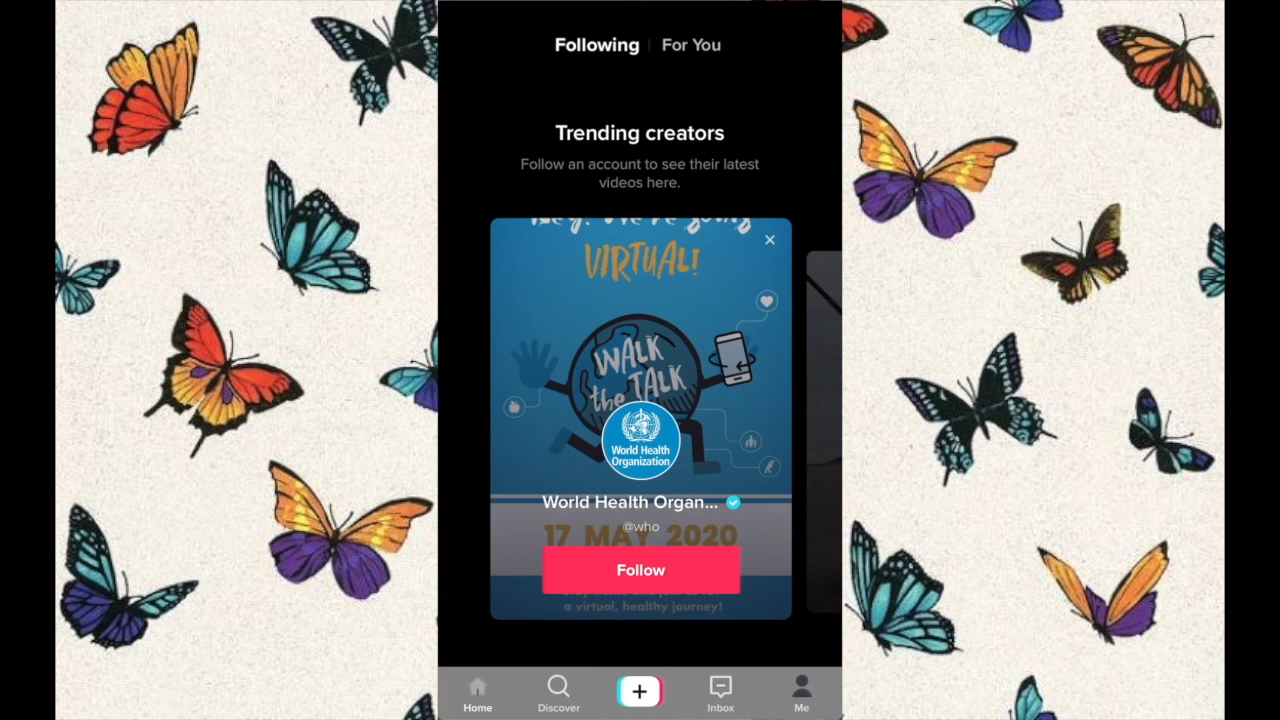 Following
For You
Trending creators
Follow an account to see their latest
videos here.
VIRTUAL!
WALK
the TALK
World Health
Organization
World Health Organ...
@who
17 MAY 2020
Follow
a virtual, healthy journey!
Home
Discover
Inbox
Me